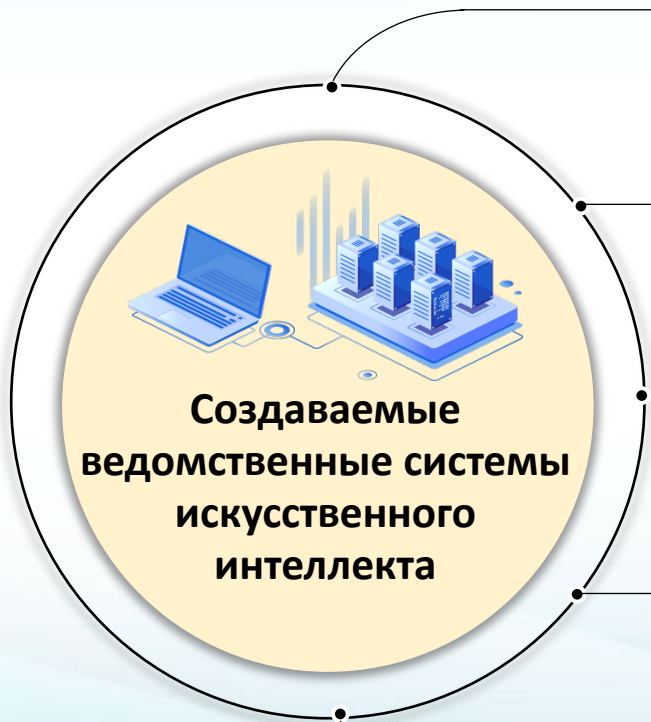 Создаваемые
ведомственные системы
искусственного
интеллекта